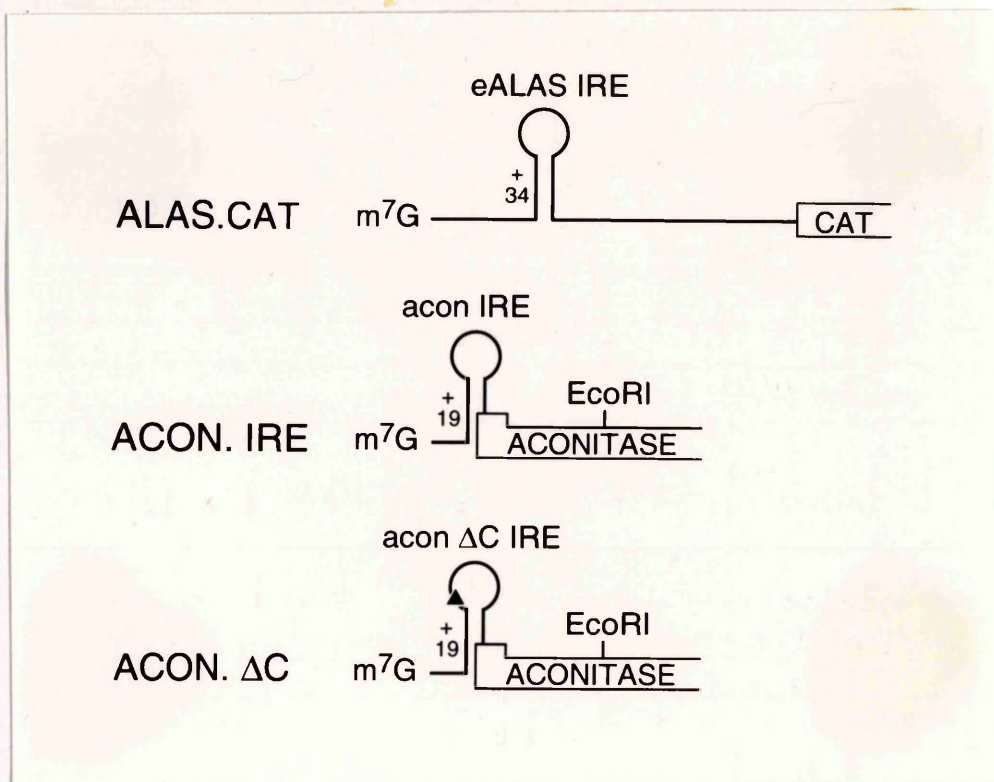 eALAS IRE
+
34
ALAS.CAT m⁷G CAT
acon IRE
EcoRI
+
19
ACON. IRE m⁷G ACONITASE
acon ΔC IRE
EcoRI
+
19
ACON. ΔC m⁷G ACONITASE